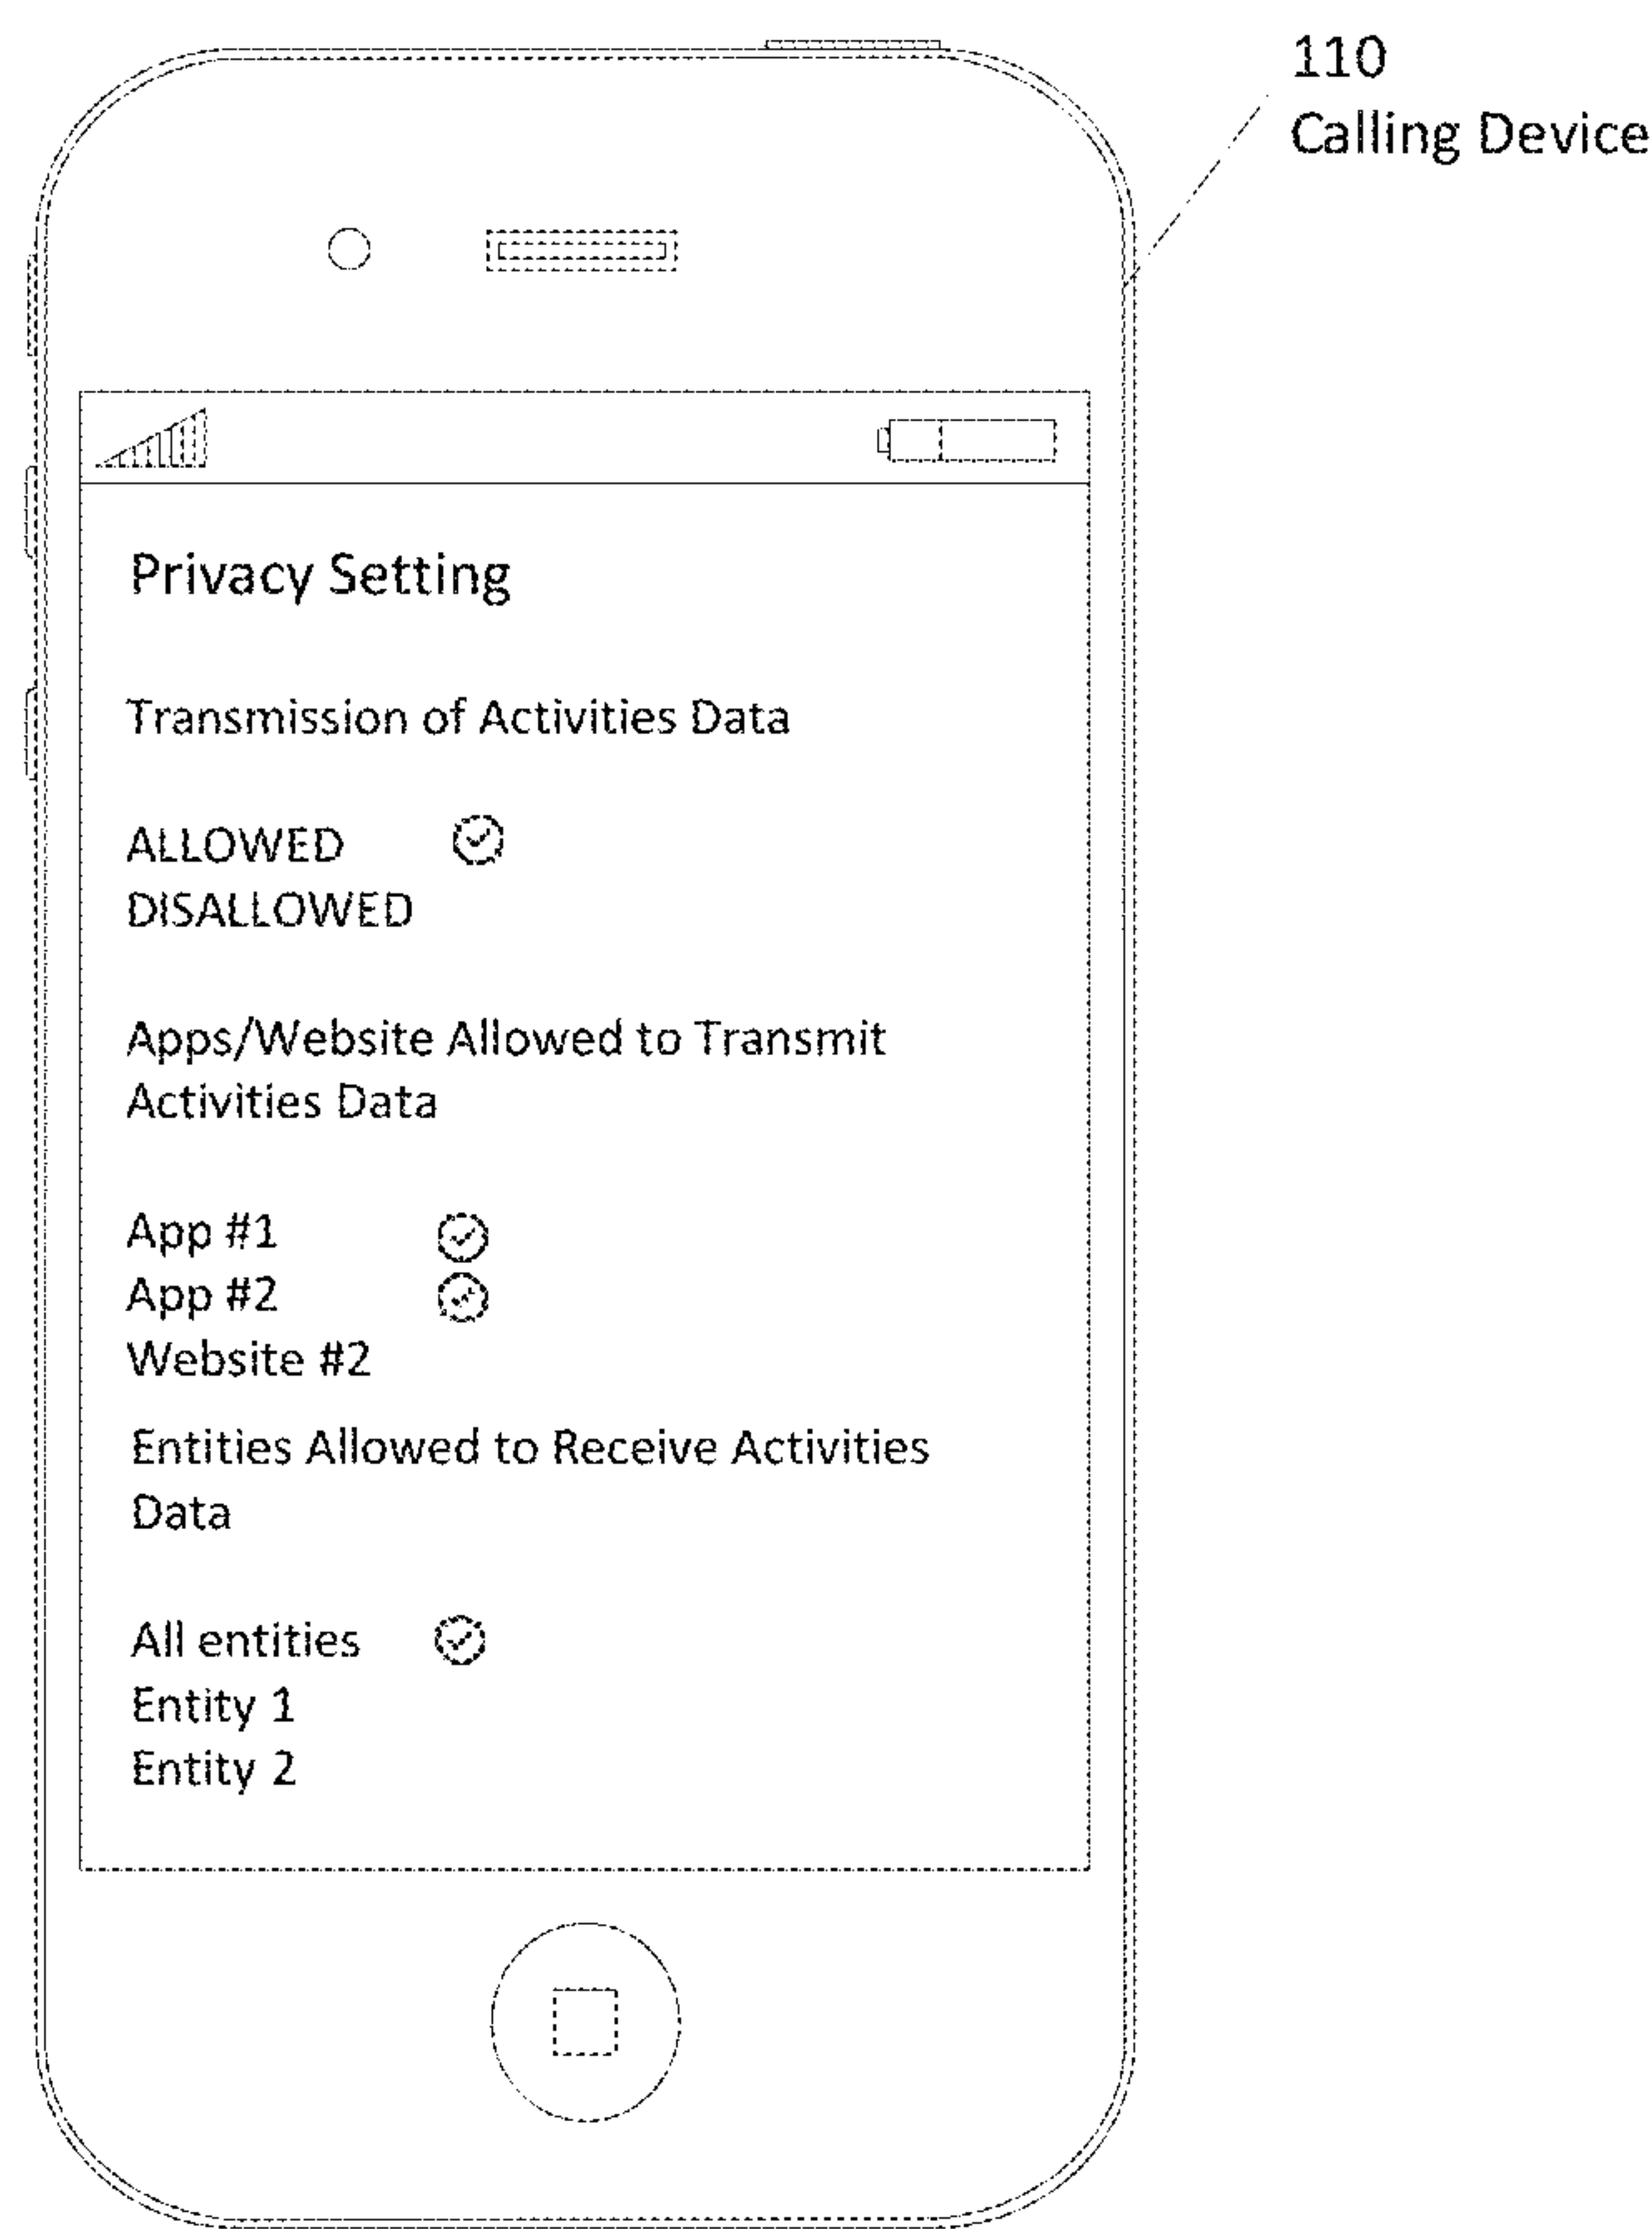 110
Calling Device
Privacy Setting
Transmission of Activities Data
ALLOWED
DISALLOWED
Apps/Website Allowed to Transmit
Activities Data
App #1
App #2
Website #2
Entities Allowed to Receive Activities
Data
All entities
Entity 1
Entity 2